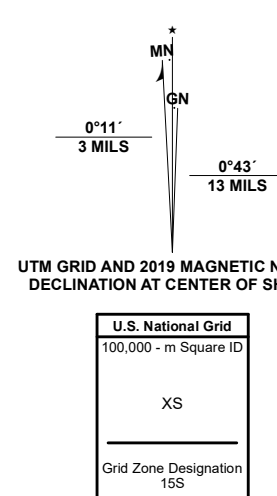 ★
MN
GN
0°11´
3 MILS
0°43´
13 MILS
UTM GRID AND 2019 MAGNETIC N
DECLINATION AT CENTER OF SH
U.S. National Grid
100,000 - m Square ID
XS
Grid Zone Designation
15S